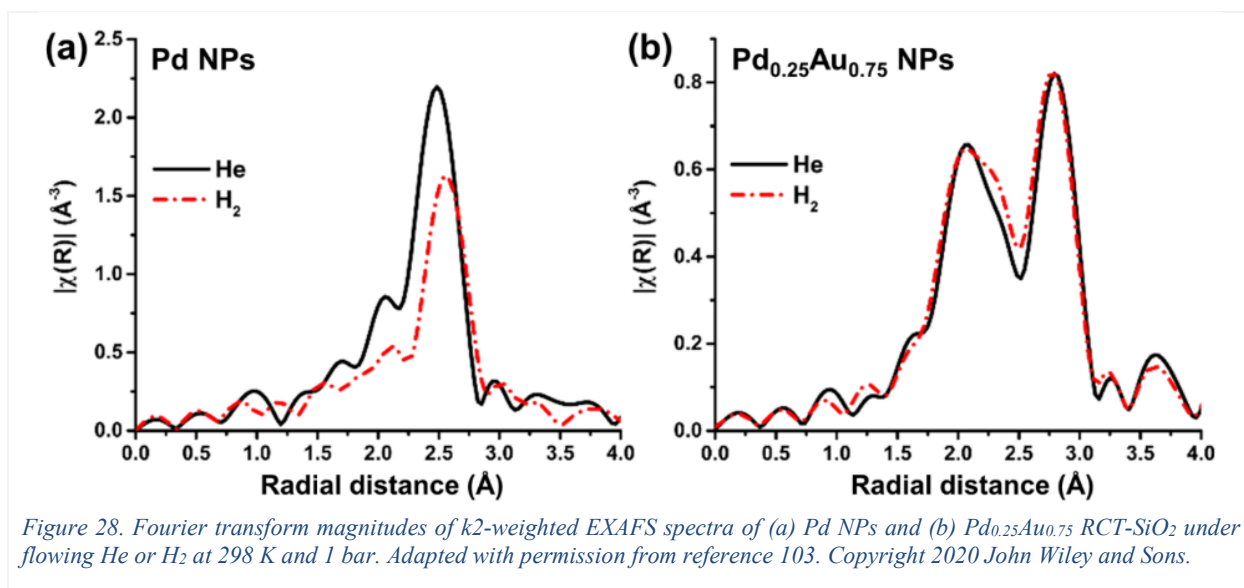 (a)
Pd NPs
He
H₂
2.5
2.0
1.5
1.0
0.5
0.0
|χ(R)| (Å⁻³)
0.0 0.5 1.0 1.5 2.0 2.5 3.0 3.5 4.0
Radial distance (Å)
(b)
Pd₀.₂₅Au₀.₇₅ NPs
He
H₂
0.8
0.6
0.4
0.2
0.0
|χ(R)| (Å⁻³)
0.0 0.5 1.0 1.5 2.0 2.5 3.0 3.5 4.0
Radial distance (Å)
Figure 28. Fourier transform magnitudes of k2-weighted EXAFS spectra of (a) Pd NPs and (b) Pd₀.₂₅Au₀.₇₅ RCT-SiO₂ under
flowing He or H₂ at 298 K and 1 bar. Adapted with permission from reference 103. Copyright 2020 John Wiley and Sons.